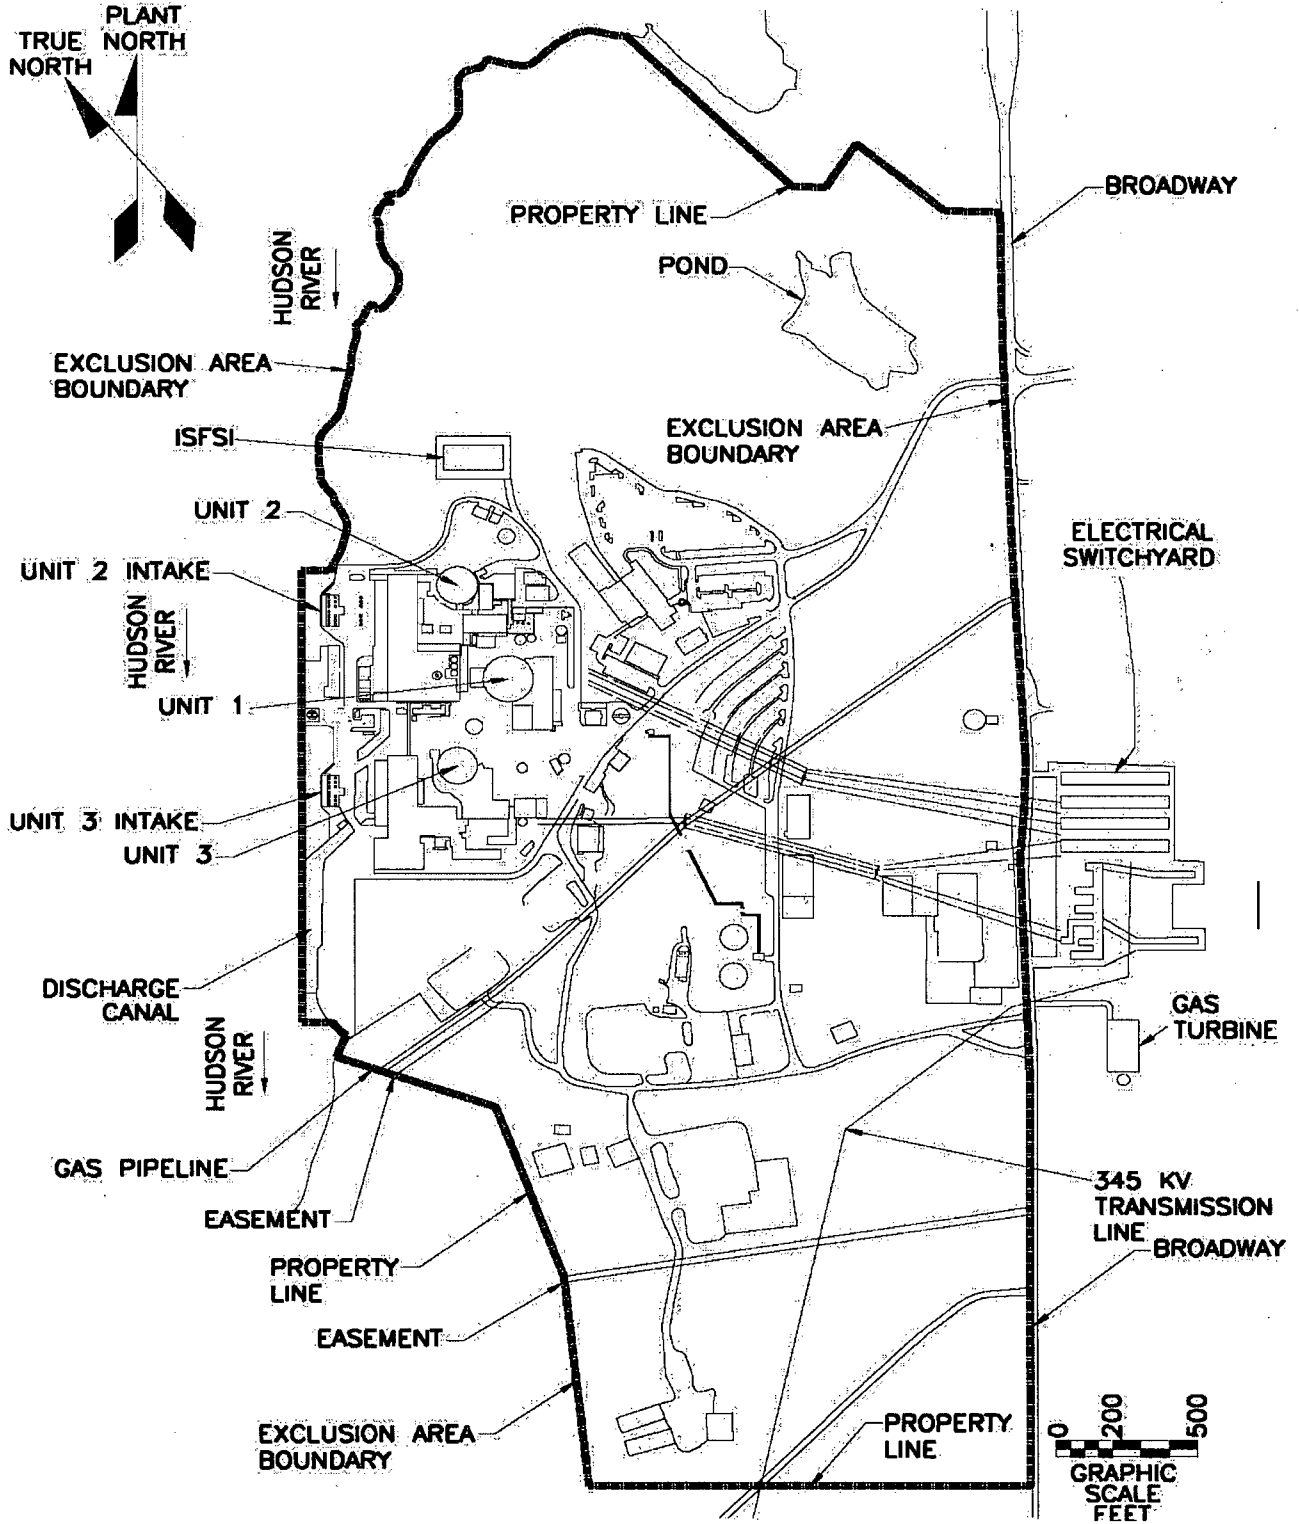 PLANT
NORTH
TRUE
NORTH
BROADWAY
PROPERTY LINE
POND
HUDSON
RIVER
EXCLUSION AREA
BOUNDARY
ISFSI
EXCLUSION AREA
BOUNDARY
UNIT 2
ELECTRICAL
SWITCHYARD
UNIT 2 INTAKE
HUDSON
RIVER
UNIT 1
UNIT 3 INTAKE
UNIT 3
DISCHARGE
CANAL
GAS
TURBINE
HUDSON
RIVER
GAS PIPELINE
345 KV
TRANSMISSION
LINE
EASEMENT
BROADWAY
PROPERTY
LINE
EASEMENT
EXCLUSION AREA
BOUNDARY
PROPERTY
LINE
0 200 500
GRAPHIC
SCALE
FEET